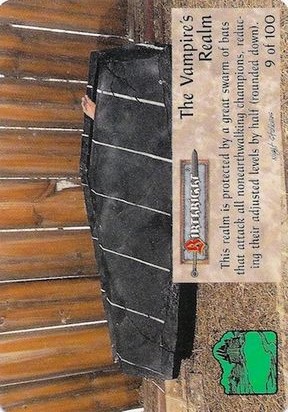 The Vampire's
Realm
BIRTHRIGHT
This realm is protected by a great swarm of bats
that attack all nonearthwalking champions, reduc-
ing their adjusted levels by half (rounded down).
9 of 100